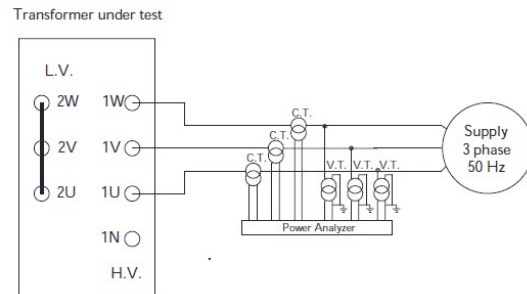 Transformer under test
L.V.
2W 1W
2V 1V
2U 1U
1N
H.V.
C.T.
C.T.
C.T.
V.T. V.T. V.T.
Power Analyzer
Supply
3 phase
50 Hz